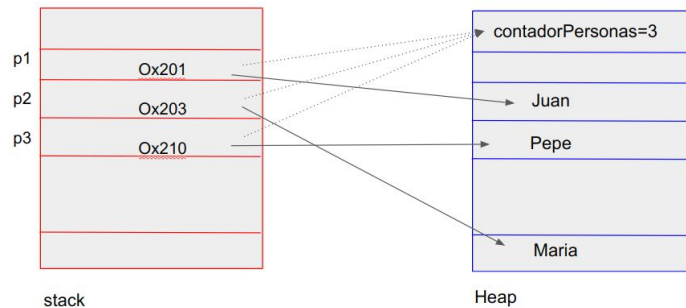 p1
Ox201
p2
Ox203
p3
Ox210
stack
contadorPersonas=3
Juan
Pepe
Maria
Heap